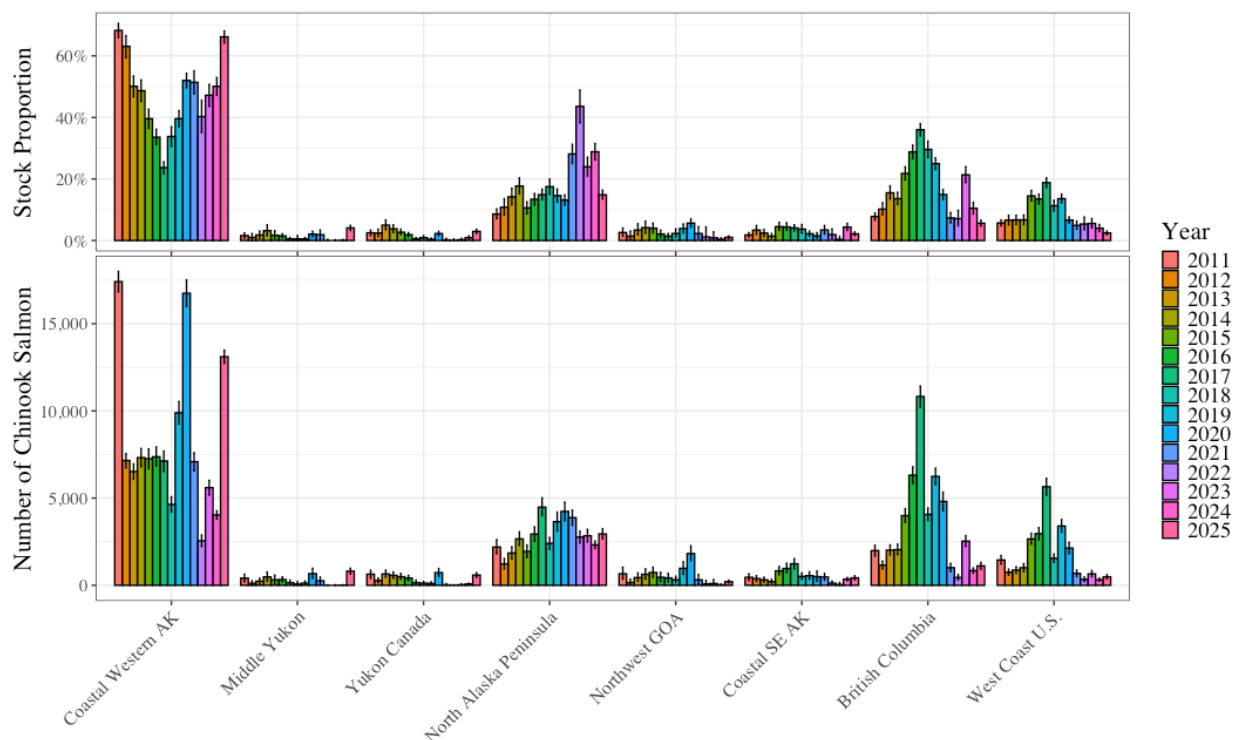 Stock Proportion
60%
40%
20%
0%
Number of Chinook Salmon
15,000
10,000
5,000
0
Coastal Western AK
Middle Yukon
Yukon Canada
North Alaska Peninsula
Northwest GOA
Coastal SE AK
British Columbia
West Coast U.S.
Year
2011
2012
2013
2014
2015
2016
2017
2018
2019
2020
2021
2022
2023
2024
2025